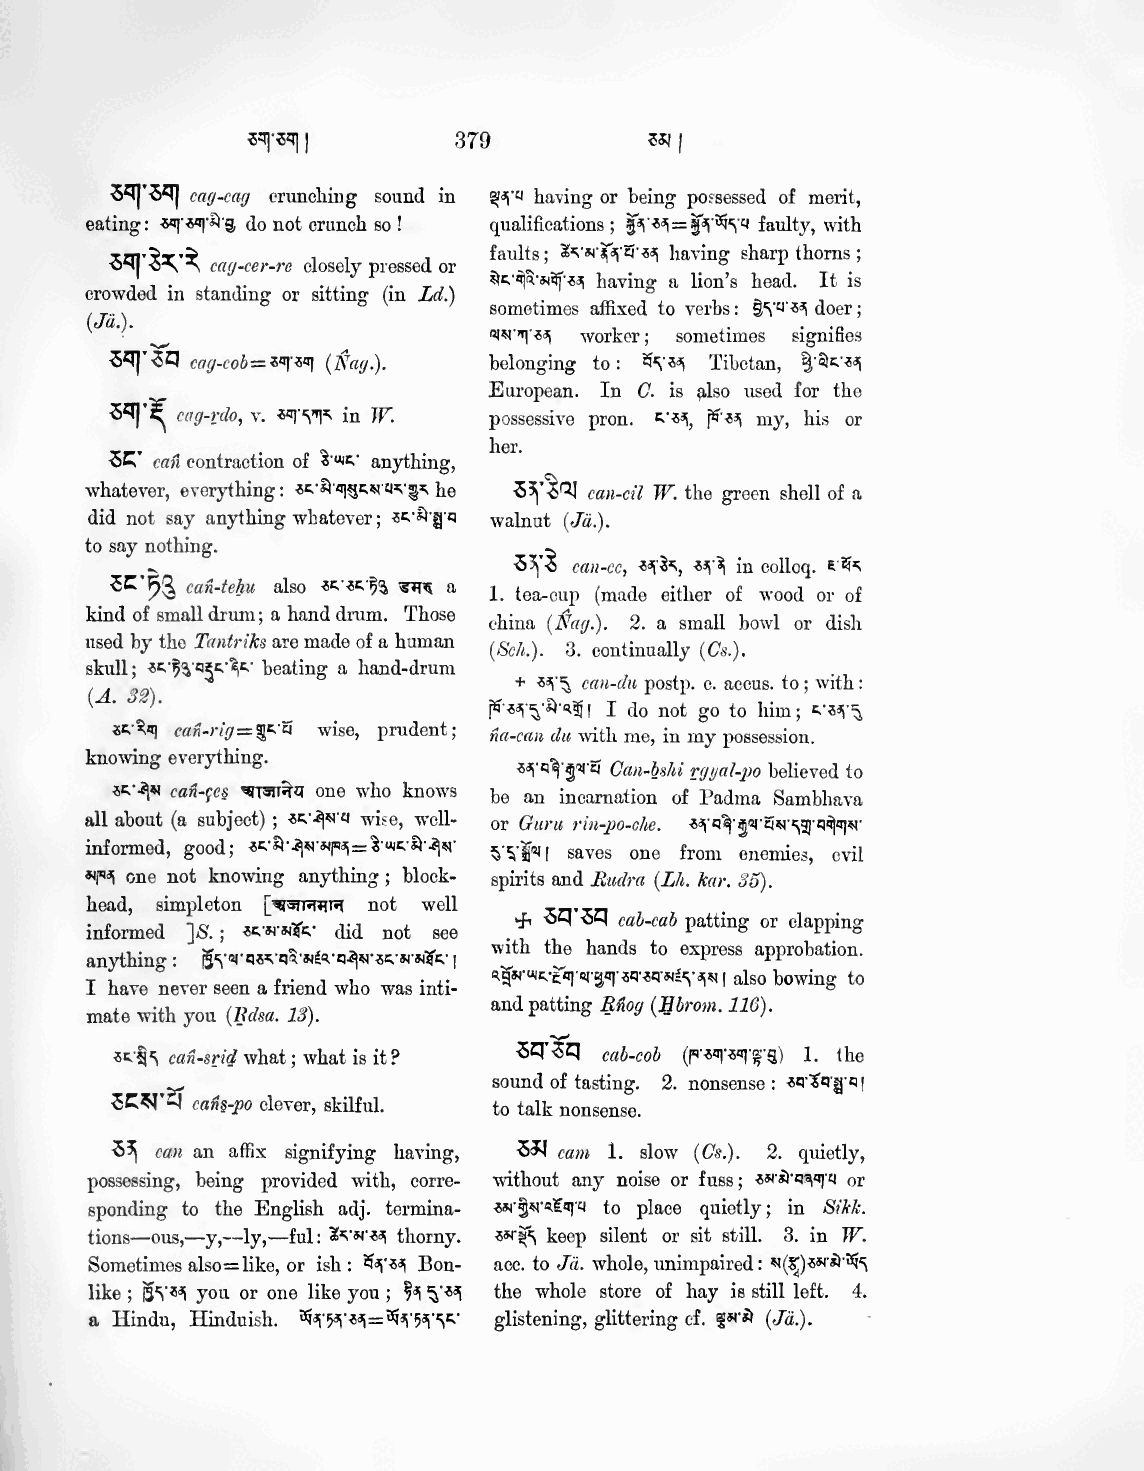 ཅག་ཅག །
379
ཅམ །
ཅག་ཅག cag-cag crunching sound in
eating: ཅག་ཅག་མི་བྱ do not crunch so !
ཅག་ཅེར་རེ cag-cer-re closely pressed or
crowded in standing or sitting (in Ld.)
(Jä.).
ཅག་ཅོབ cag-cob=ཅག་ཅག (Ñag.).
ཅག་རྡོ cag-rdo, v. ཅག་དཀར in W.
ཅང་ cañ contraction of ཅི་ཡང་ anything,
whatever, everything: ཅང་མི་གསུངས་པར་གྱུར he
did not say anything whatever; ཅང་མི་སྨྲ་བ
to say nothing.
ཅང་ཏེའུ cañ-teḥu also ཅང་ཅང་ཏེའུ डमरु a
kind of small drum; a hand drum. Those
used by the Tantriks are made of a human
skull; ཅང་ཏེའུ་བརྡུང་ཞིང་ beating a hand-drum
(A. 32).
ཅང་རིག cañ-rig=གྲུང་པོ wise, prudent;
knowing everything.
ཅང་ཤེས cañ-çes आजानेय one who knows
all about (a subject); ཅང་ཤེས་པ wise, well-
informed, good; ཅང་མི་ཤེས་མཁན=ཅི་ཡང་མི་ཤེས་
མཁན one not knowing anything; block-
head, simpleton [अजानमान not well
informed ]S.; ཅང་མ་མཐོང་ did not see
anything: ཁྱོད་ལ་བཅར་བའི་མཛའ་བཤེས་ཅང་མ་མཐོང་ །
I have never seen a friend who was inti-
mate with you (Rdsa. 13).
ཅང་སྲིད cañ-srid what; what is it?
ཅངས་པོ cañs-po clever, skilful.
ཅན can an affix signifying having,
possessing, being provided with, corre-
sponding to the English adj. termina-
tions—ous,—y,—ly,—ful: ཚེར་མ་ཅན thorny.
Sometimes also=like, or ish: བོན་ཅན Bon-
like; ཁྱོད་ཅན you or one like you; ཧིན་དུ་ཅན
a Hindu, Hinduish. ཡོན་ཏན་ཅན=ཡོན་ཏན་དང་
ལྡན་པ having or being possessed of merit,
qualifications; སྐྱོན་ཅན=སྐྱོན་ཡོད་པ faulty, with
faults; ཚེར་མ་རྣོན་པོ་ཅན having sharp thorns;
སེང་གེའི་མགོ་ཅན having a lion's head. It is
sometimes affixed to verbs: བྱེད་པ་ཅན doer;
ལས་ཀ་ཅན worker; sometimes signifies
belonging to: བོད་ཅན Tibetan, ཕྱི་གླིང་ཅན
European. In C. is also used for the
possessive pron. ང་ཅན, ཁོ་ཅན my, his or
her.
ཅན་ཅིལ can-cil W. the green shell of a
walnut (Jä.).
ཅན་ཅེ can-ce, ཅན་ཅེར, ཅན་ནེ in colloq. ཇ་ཕོར
1. tea-cup (made either of wood or of
china (Ñag.). 2. a small bowl or dish
(Sch.). 3. continually (Cs.).
+ ཅན་དུ can-du postp. c. accus. to; with:
ཁོ་ཅན་དུ་མི་འགྲོ། I do not go to him; ང་ཅན་དུ
ña-can du with me, in my possession.
ཅན་བཞི་རྒྱལ་པོ Can-bshi rgyal-po believed to
be an incarnation of Padma Sambhava
or Guru rin-po-che. ཅན་བཞི་རྒྱལ་པོས་དགྲ་བགེགས་
རུ་དྲ་སྒྲོལ། saves one from enemies, evil
spirits and Rudra (Lh. kar. 35).
卐 ཅབ་ཅབ cab-cab patting or clapping
with the hands to express approbation.
འབྲོམ་ཡང་རྔོག་ལ་ཕྱག་ཅབ་ཅབ་མཛད་ནས། also bowing to
and patting Rñog (Hbrom. 116).
ཅབ་ཅོབ cab-cob (ཁ་ཅག་ཅག་ལྟ་བུ) 1. the
sound of tasting. 2. nonsense: ཅབ་ཅོབ་སྨྲ་བ།
to talk nonsense.
ཅམ cam 1. slow (Cs.). 2. quietly,
without any noise or fuss; ཅམ་མེ་བཞག་པ or
ཅམ་གྱིས་འཇོག་པ to place quietly; in Sikk.
ཅམ་སྡོད keep silent or sit still. 3. in W.
acc. to Jä. whole, unimpaired: ས(རྩྭ)ཅམ་མེ་ཡོད
the whole store of hay is still left. 4.
glistening, glittering cf. ལྕམ་མེ (Jä.).